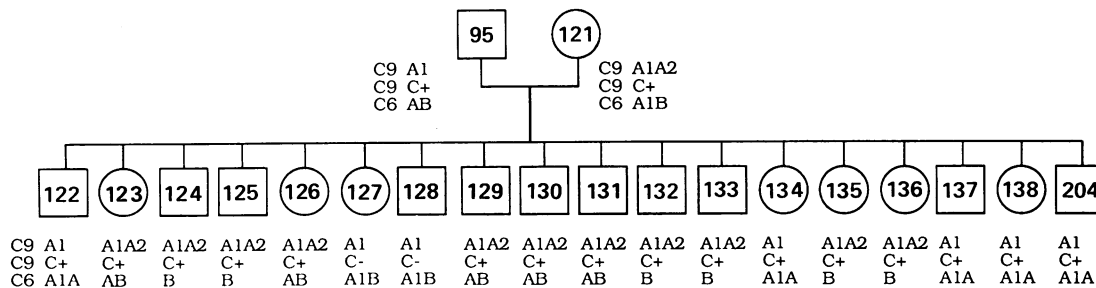 95 121
C9 A1 C9 A1A2
C9 C+ C9 C+
C6 AB C6 A1B
122 123 124 125 126 127 128 129 130 131 132 133 134 135 136 137 138 204
C9 A1 A1A2 A1A2 A1A2 A1A2 A1 A1 A1A2 A1A2 A1A2 A1A2 A1A2 A1 A1A2 A1A2 A1 A1 A1
C9 C+ C+ C+ C+ C+ C- C- C+ C+ C+ C+ C+ C+ C+ C+ C+ C+ C+
C6 A1A AB B B AB A1B A1B AB AB AB B B A1A B B A1A A1A A1A